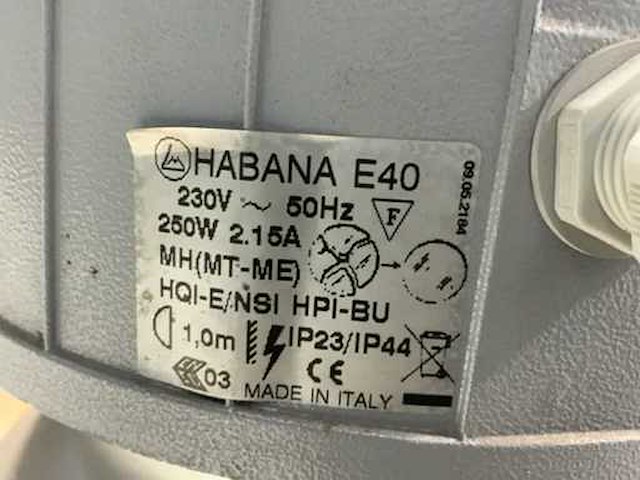 HABANA E40
230V ~ 50Hz
F
250W 2.15A
MH(MT-ME)
HQI-E/NSI HPI-BU
1,0m IP23/IP44
03 CE
MADE IN ITALY
09.05.2184